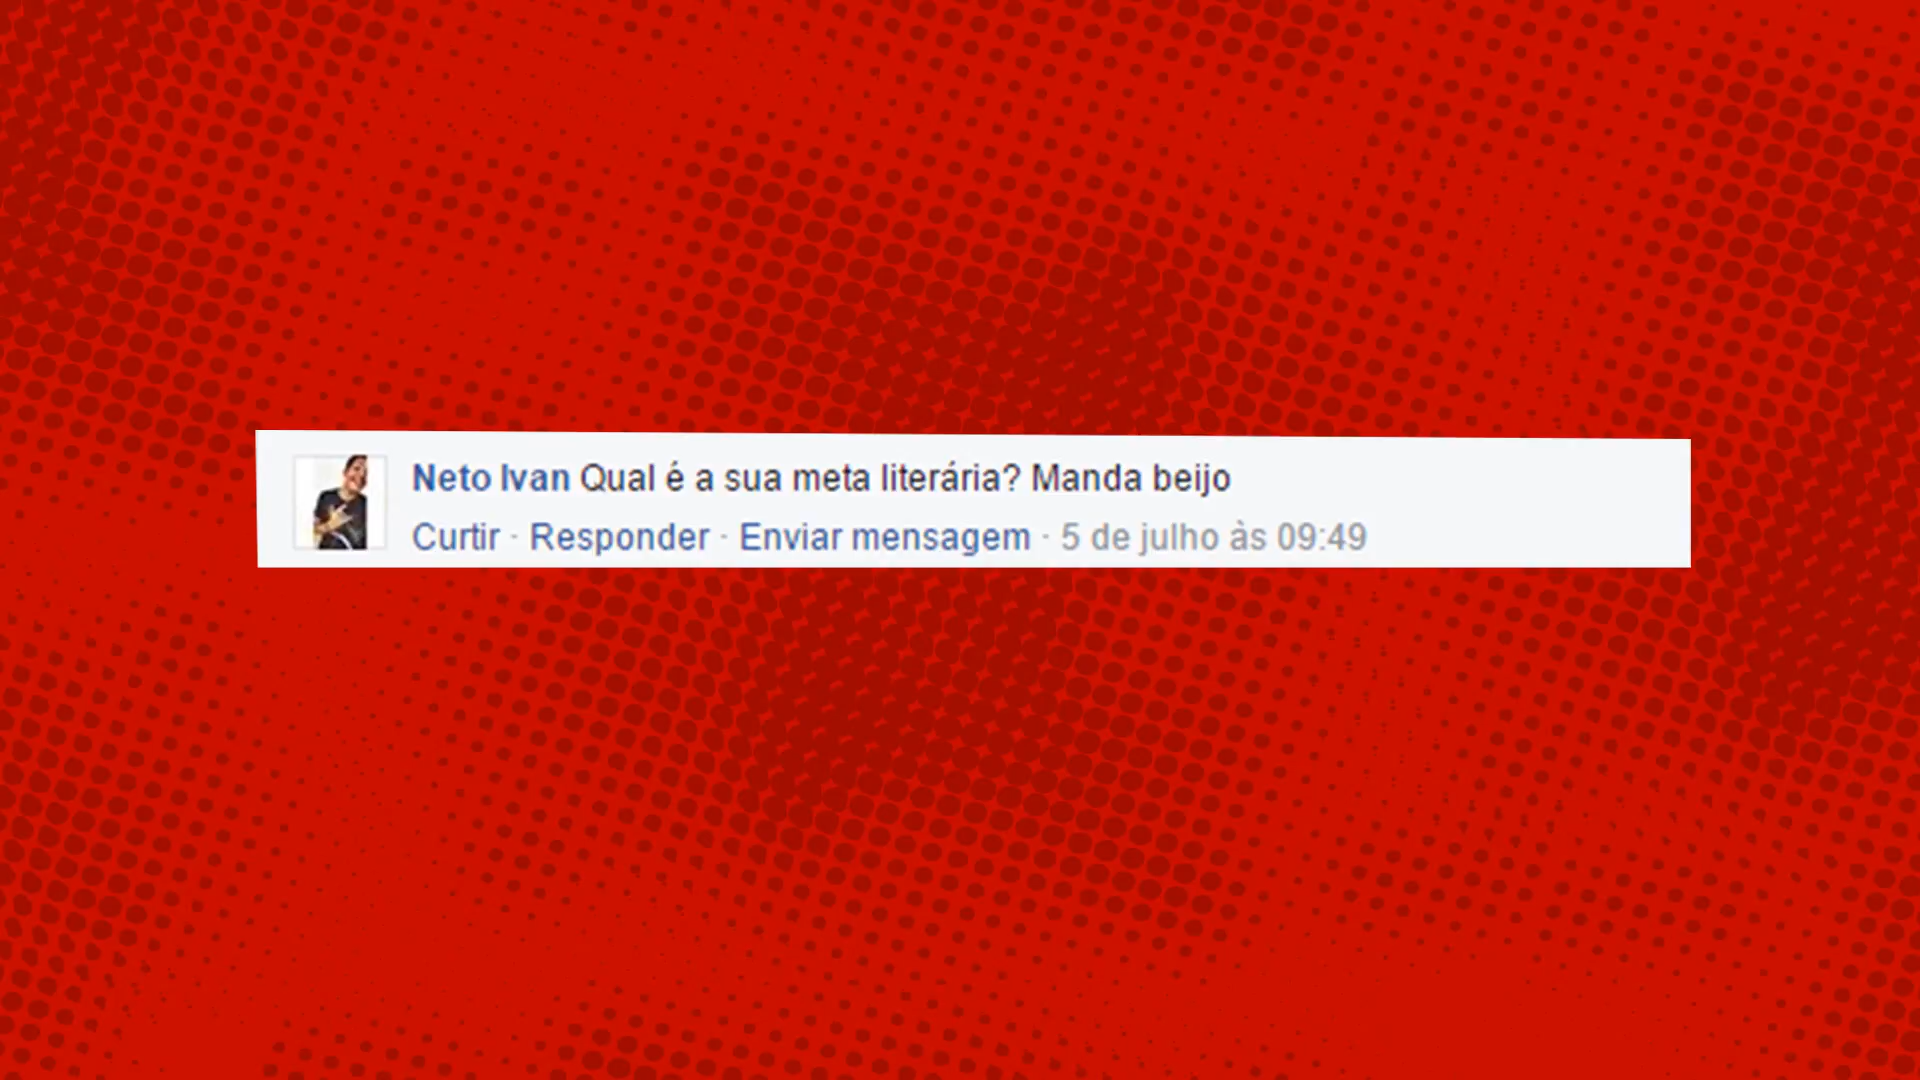 Neto Ivan Qual é a sua meta literária? Manda beijo
Curtir · Responder · Enviar mensagem · 5 de julho às 09:49